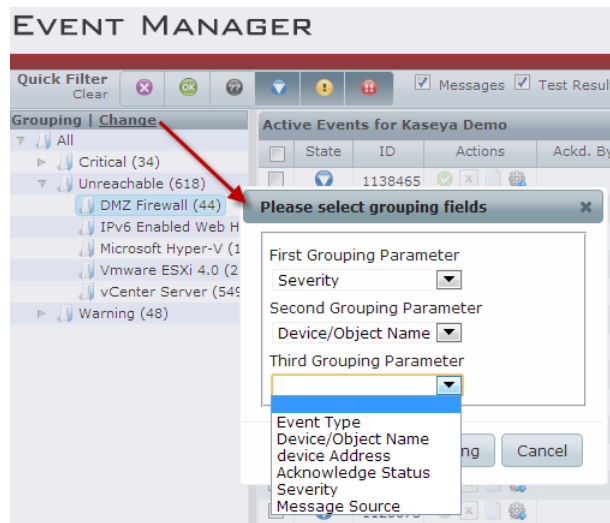 EVENT MANAGER
Quick Filter
Clear
OK
??
!
!!
Messages
Test Resul
Grouping | Change
Active Events for Kaseya Demo
All
State ID Actions Ackd. By
Critical (34)
Unreachable (618)
1138465
DMZ Firewall (44)
Please select grouping fields
IPv6 Enabled Web H
Microsoft Hyper-V (1
First Grouping Parameter
Severity
Vmware ESXi 4.0 (2
vCenter Server (549
Second Grouping Parameter
Device/Object Name
Warning (48)
Third Grouping Parameter
Event Type
Device/Object Name
device Address
Acknowledge Status
Severity
Message Source
ng
Cancel